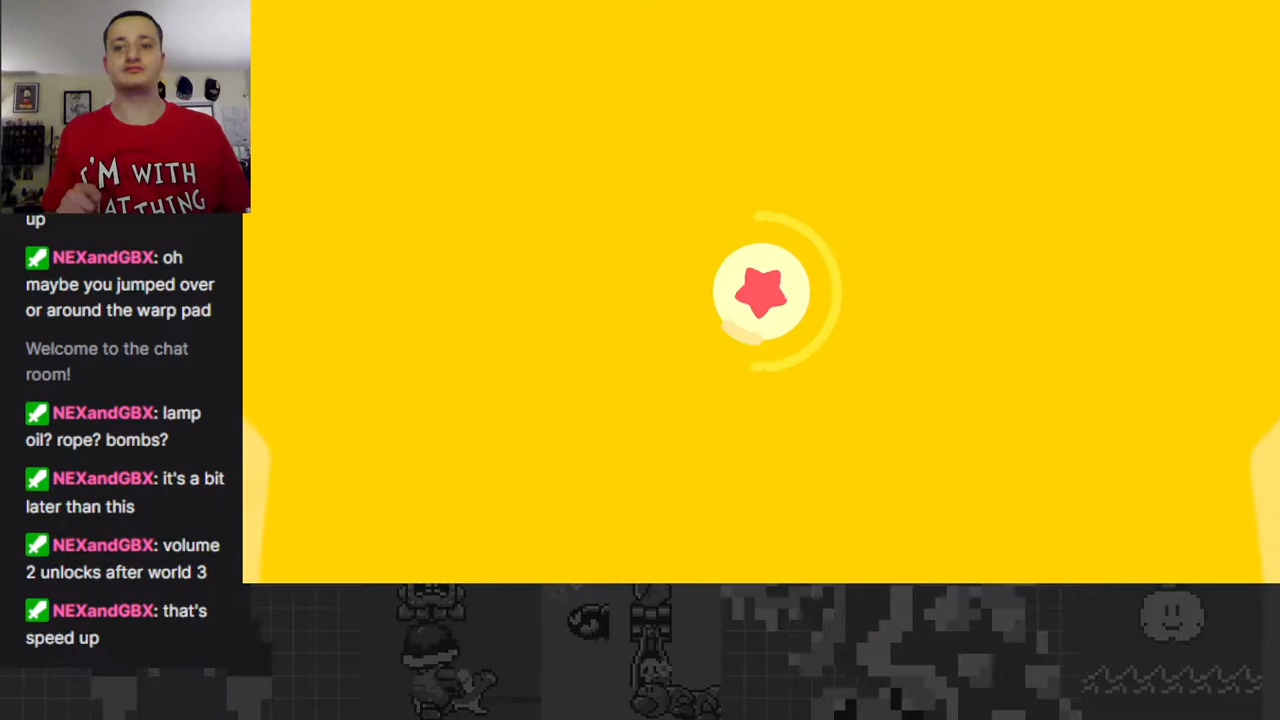 I'M WITH
THING
up
NEXandGBX: oh
maybe you jumped over
or around the warp pad
Welcome to the chat
room!
NEXandGBX: lamp
oil? rope? bombs?
NEXandGBX: it's a bit
later than this
NEXandGBX: volume
2 unlocks after world 3
NEXandGBX: that's
speed up